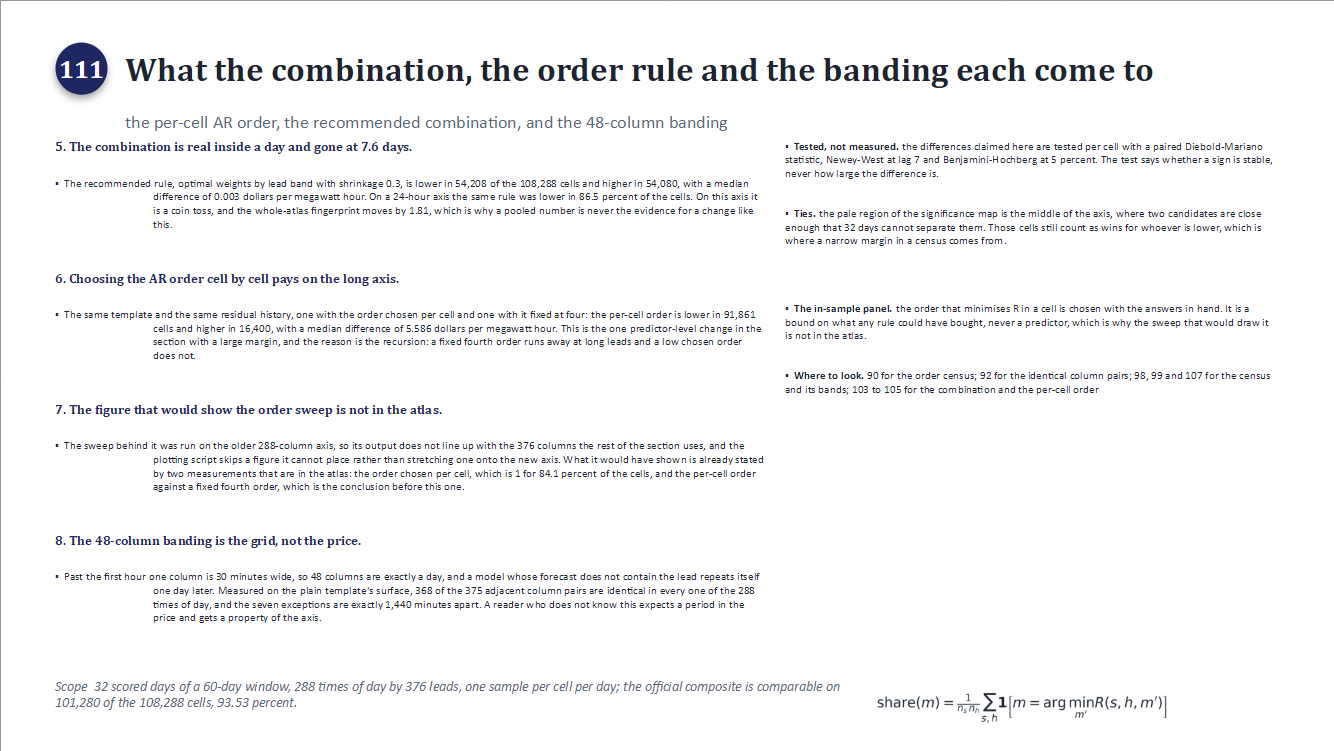 111
What the combination, the order rule and the banding each come to
the per-cell AR order, the recommended combination, and the 48-column banding
5. The combination is real inside a day and gone at 7.6 days.
▪ The recommended rule, optimal weights by lead band with shrinkage 0.3, is lower in 54,208 of the 108,288 cells and higher in 54,080, with a median
difference of 0.003 dollars per megawatt hour. On a 24-hour axis the same rule was lower in 86.5 percent of the cells. On this axis it
is a coin toss, and the whole-atlas fingerprint moves by 1.81, which is why a pooled number is never the evidence for a change like
this.
6. Choosing the AR order cell by cell pays on the long axis.
▪ The same template and the same residual history, one with the order chosen per cell and one with it fixed at four: the per-cell order is lower in 91,861
cells and higher in 16,400, with a median difference of 5.586 dollars per megawatt hour. This is the one predictor-level change in the
section with a large margin, and the reason is the recursion: a fixed fourth order runs away at long leads and a low chosen order
does not.
7. The figure that would show the order sweep is not in the atlas.
▪ The sweep behind it was run on the older 288-column axis, so its output does not line up with the 376 columns the rest of the section uses, and the
plotting script skips a figure it cannot place rather than stretching one onto the new axis. What it would have shown is already stated
by two measurements that are in the atlas: the order chosen per cell, which is 1 for 84.1 percent of the cells, and the per-cell order
against a fixed fourth order, which is the conclusion before this one.
8. The 48-column banding is the grid, not the price.
▪ Past the first hour one column is 30 minutes wide, so 48 columns are exactly a day, and a model whose forecast does not contain the lead repeats itself
one day later. Measured on the plain template's surface, 368 of the 375 adjacent column pairs are identical in every one of the 288
times of day, and the seven exceptions are exactly 1,440 minutes apart. A reader who does not know this expects a period in the
price and gets a property of the axis.
▪ Tested, not measured. the differences claimed here are tested per cell with a paired Diebold-Mariano
statistic, Newey-West at lag 7 and Benjamini-Hochberg at 5 percent. The test says whether a sign is stable,
never how large the difference is.
▪ Ties. the pale region of the significance map is the middle of the axis, where two candidates are close
enough that 32 days cannot separate them. Those cells still count as wins for whoever is lower, which is
where a narrow margin in a census comes from.
▪ The in-sample panel. the order that minimises R in a cell is chosen with the answers in hand. It is a
bound on what any rule could have bought, never a predictor, which is why the sweep that would draw it
is not in the atlas.
▪ Where to look. 90 for the order census; 92 for the identical column pairs; 98, 99 and 107 for the census
and its bands; 103 to 105 for the combination and the per-cell order
Scope 32 scored days of a 60-day window, 288 times of day by 376 leads, one sample per cell per day; the official composite is comparable on
101,280 of the 108,288 cells, 93.53 percent.
share(m) = 1/(n_s n_h) ∑_{s,h} 1[m = arg min_{m′} R(s, h, m′)]